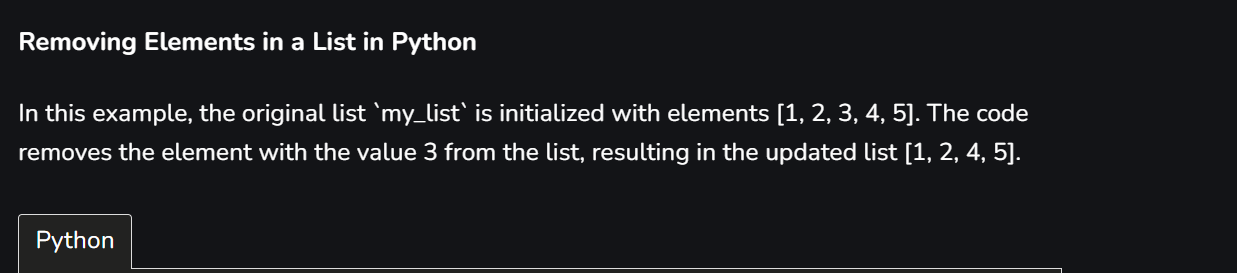 Removing Elements in a List in Python
In this example, the original list `my_list` is initialized with elements [1, 2, 3, 4, 5]. The code
removes the element with the value 3 from the list, resulting in the updated list [1, 2, 4, 5].
Python